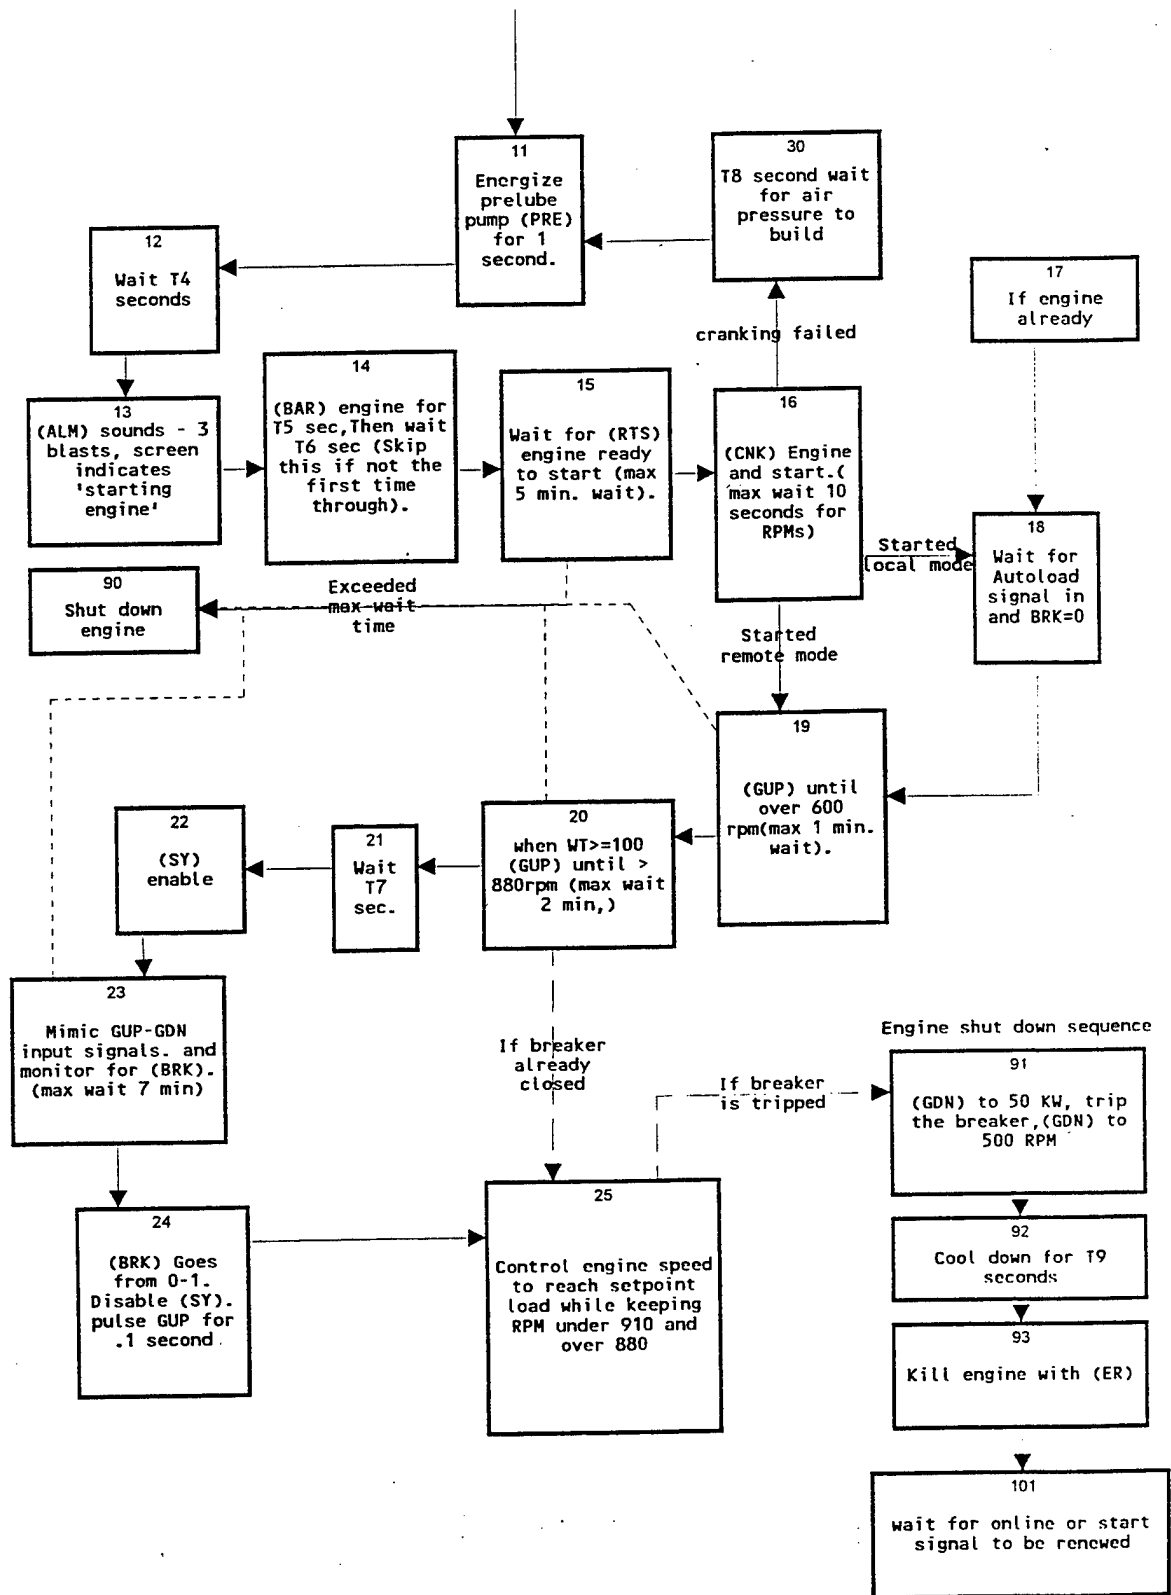 11
Energize
prelube
pump (PRE)
for 1
second.
30
T8 second wait
for air
pressure to
build
12
Wait T4
seconds
17
If engine
already
cranking failed
13
(ALM) sounds - 3
blasts, screen
indicates
'starting
engine'
14
(BAR) engine for
T5 sec,Then wait
T6 sec (Skip
this if not the
first time
through).
15
Wait for (RTS)
engine ready
to start (max
5 min. wait).
16
(CNK) Engine
and start.(
max wait 10
seconds for
RPMs)
Started
local mode
18
Wait for
Autoload
signal in
and BRK=0
90
Shut down
engine
Exceeded
max wait
time
Started
remote mode
19
(GUP) until
over 600
rpm(max 1 min.
wait).
20
when WT>=100
(GUP) until >
880rpm (max wait
2 min,)
21
Wait
T7
sec.
22
(SY)
enable
23
Mimic GUP-GDN
input signals. and
monitor for (BRK).
(max wait 7 min)
If breaker
already
closed
If breaker
is tripped
Engine shut down sequence
91
(GDN) to 50 KW, trip
the breaker,(GDN) to
500 RPM
24
(BRK) Goes
from 0-1.
Disable (SY).
pulse GUP for
.1 second.
25
Control engine speed
to reach setpoint
load while keeping
RPM under 910 and
over 880
92
Cool down for T9
seconds
93
Kill engine with (ER)
101
wait for online or start
signal to be renewed